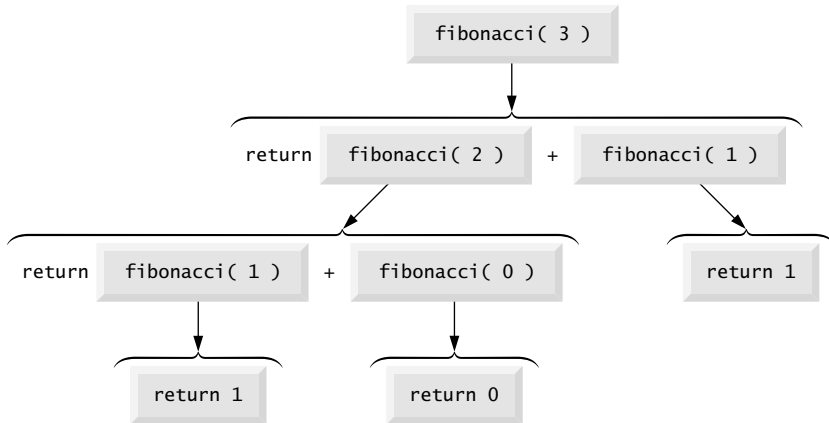 fibonacci( 3 )
return fibonacci( 2 ) + fibonacci( 1 )
return fibonacci( 1 ) + fibonacci( 0 ) return 1
return 1 return 0